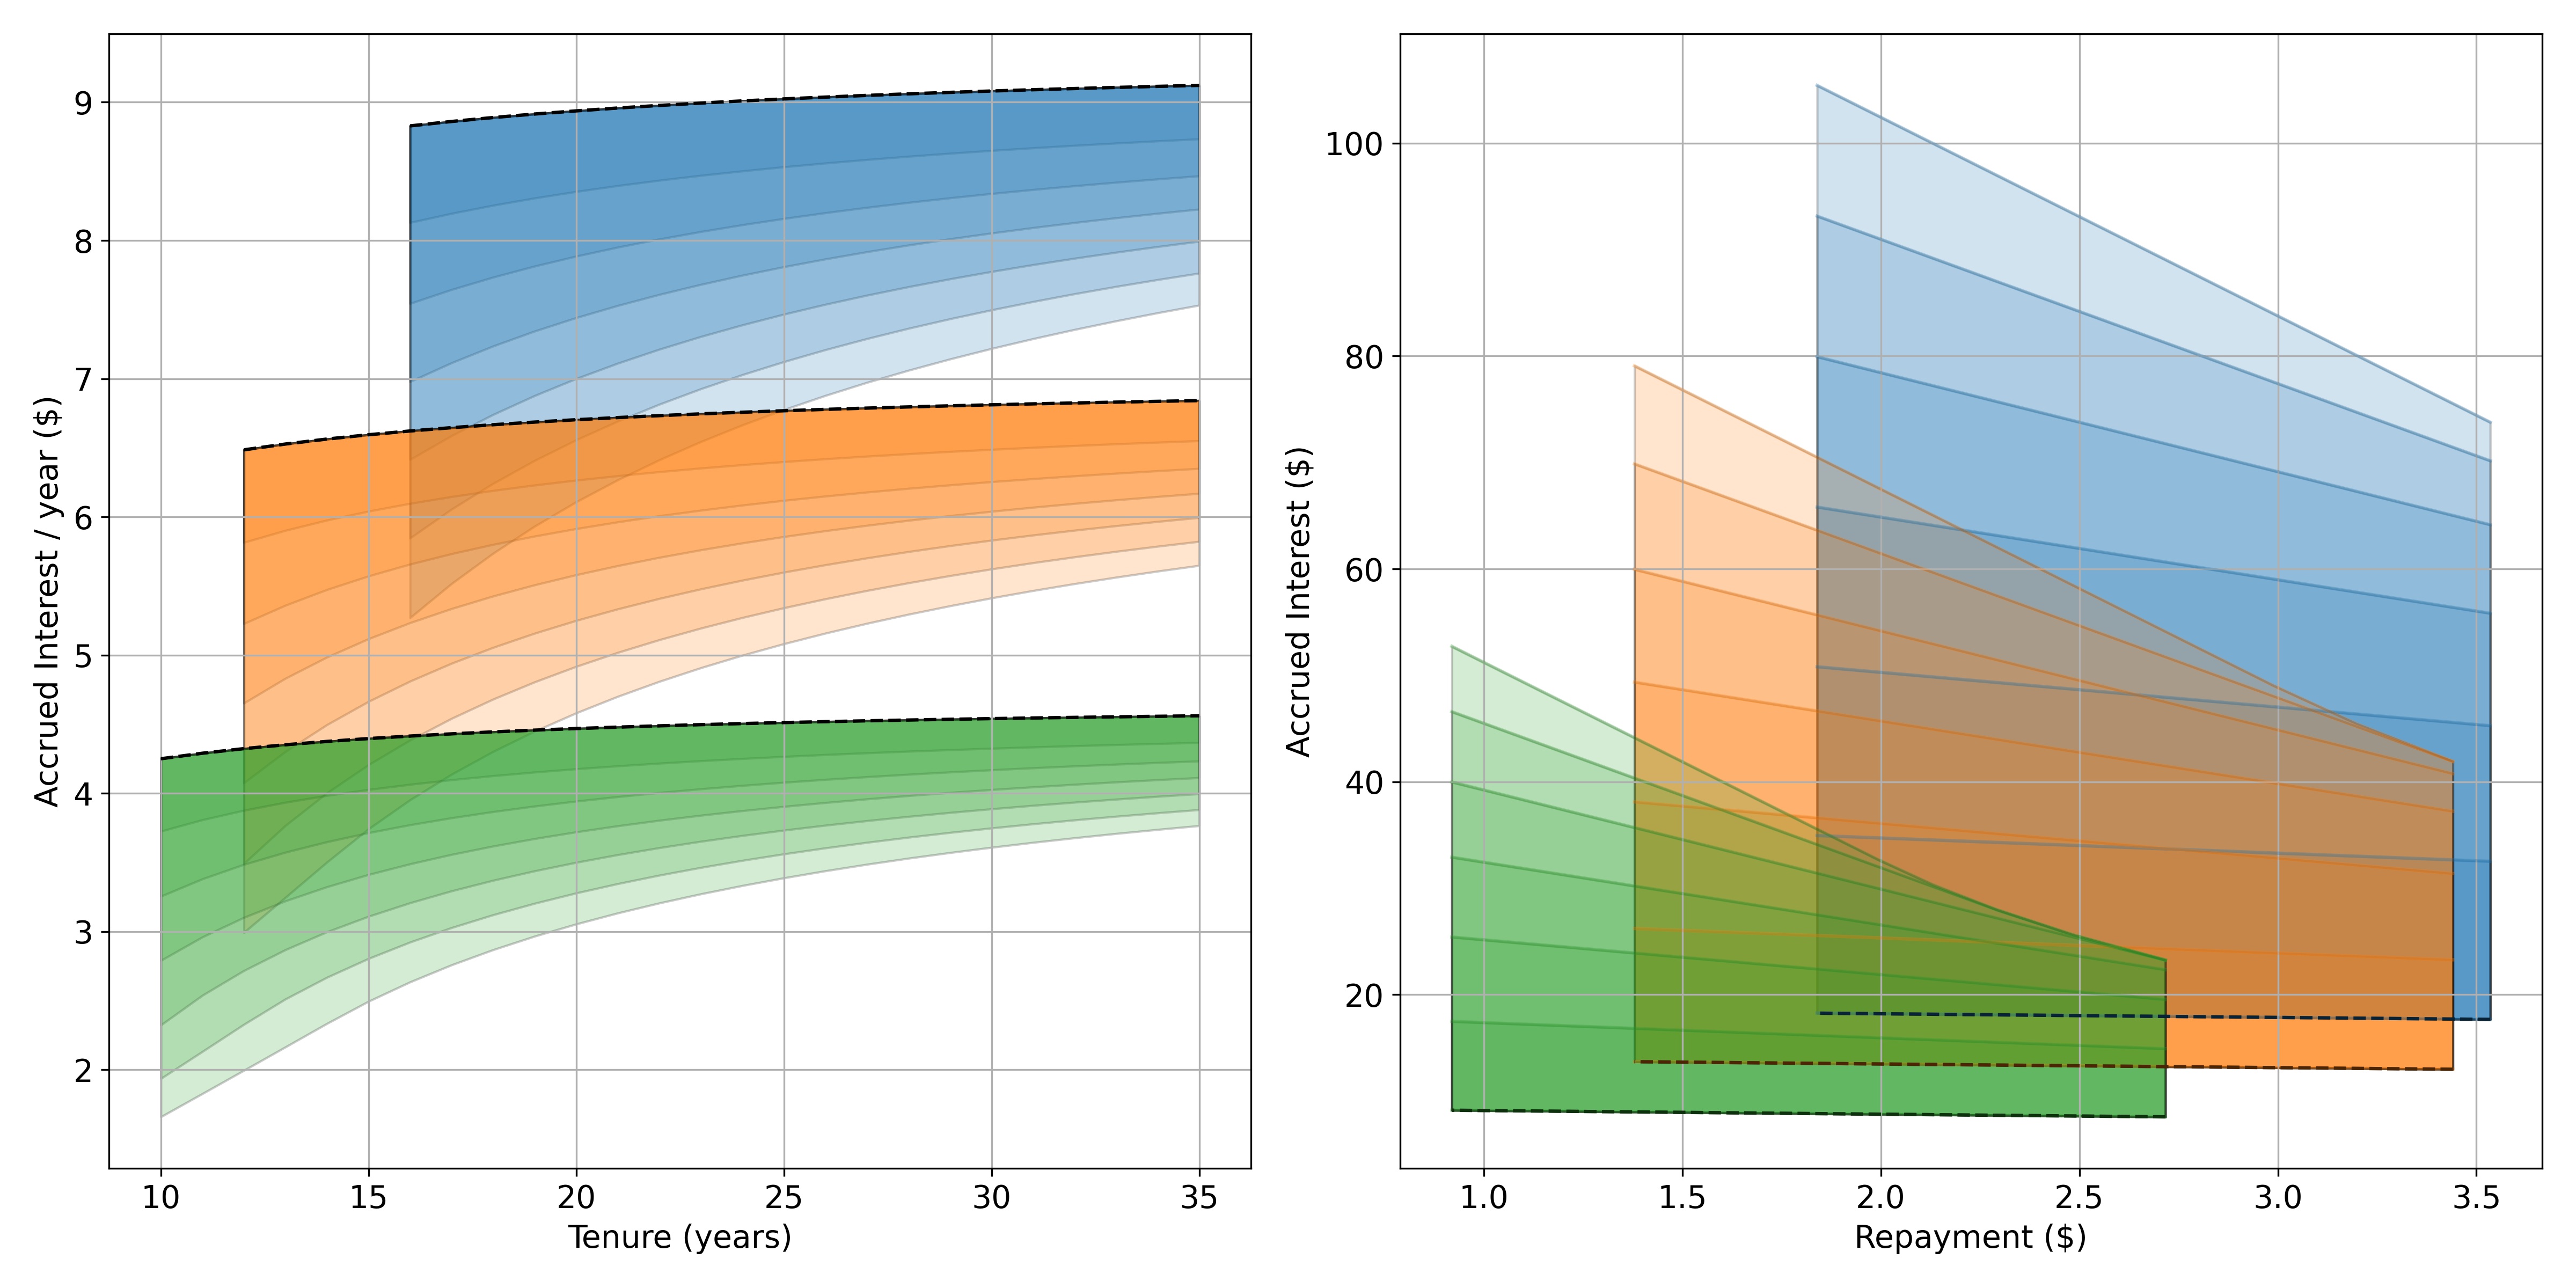 9
8
7
6
5
4
3
2
10 15 20 25 30 35
Tenure (years)
Accrued Interest / year ($)
100
80
60
40
20
1.0 1.5 2.0 2.5 3.0 3.5
Repayment ($)
Accrued Interest ($)